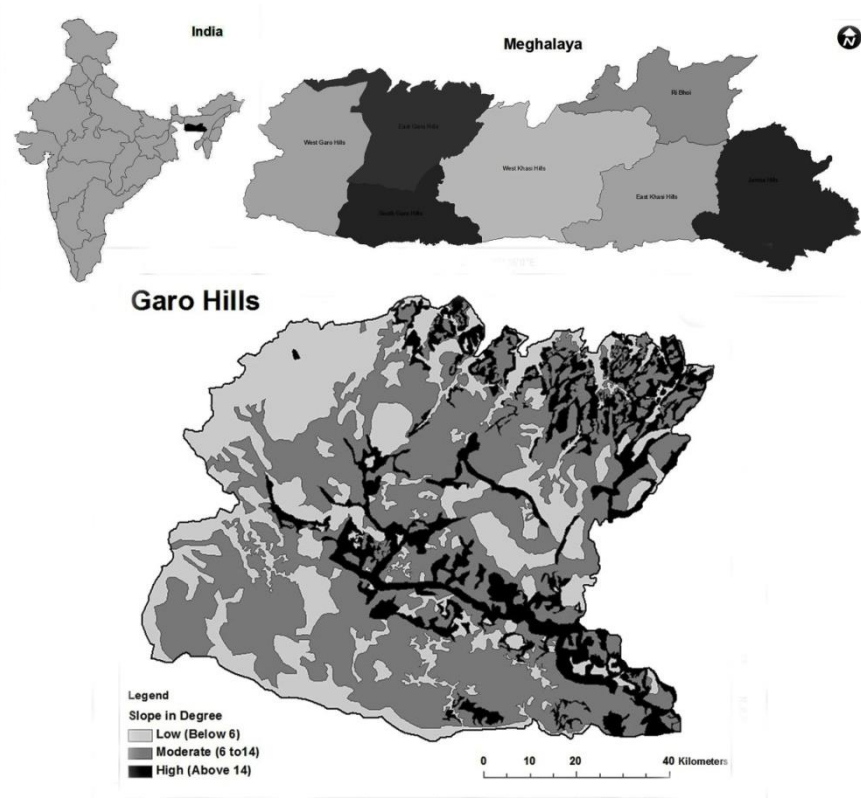 India
Meghalaya
N
Ri Bhoi
West Garo Hills
East Garo Hills
West Khasi Hills
South Garo Hills
East Khasi Hills
Jaintia Hills
Garo Hills
Legend
Slope in Degree
Low (Below 6)
Moderate (6 to14)
High (Above 14)
0 10 20 40 Kilometers